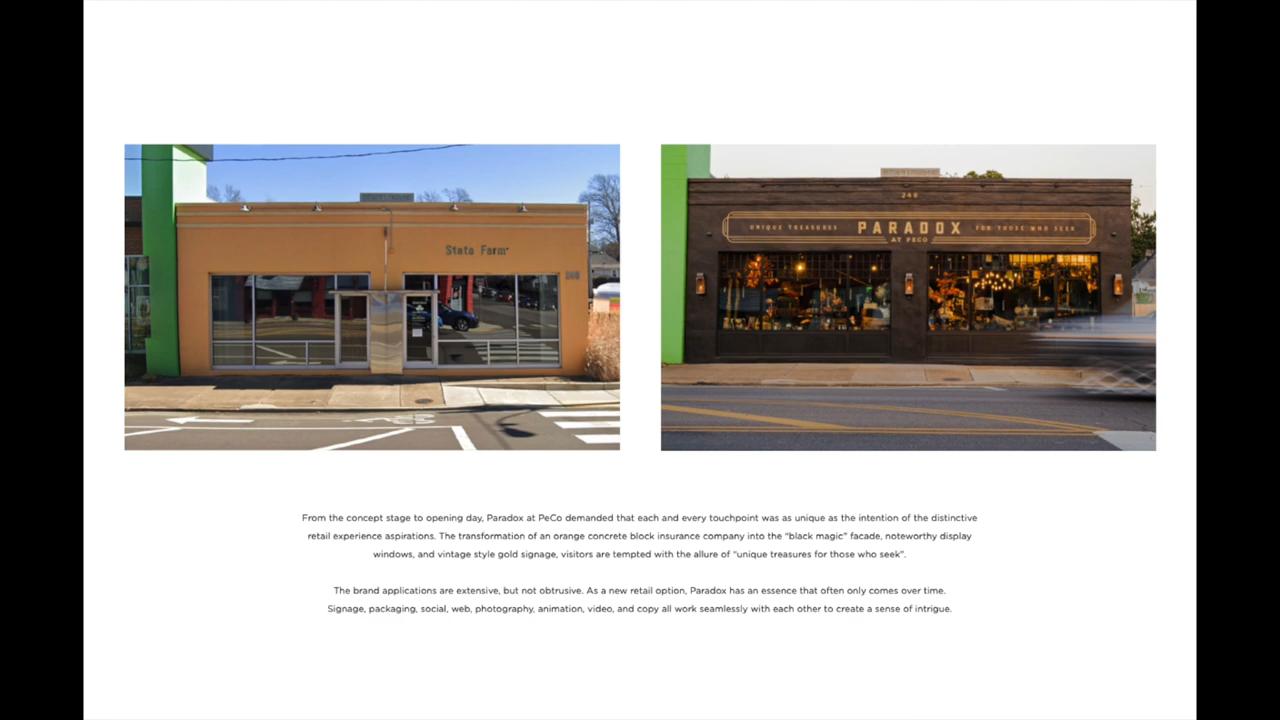 State Farm
248
248
UNIQUE TREASURES PARADOX FOR THOSE WHO SEEK
AT PECO
From the concept stage to opening day, Paradox at PeCo demanded that each and every touchpoint was as unique as the intention of the distinctive
retail experience aspirations. The transformation of an orange concrete block insurance company into the “black magic” facade, noteworthy display
windows, and vintage style gold signage, visitors are tempted with the allure of “unique treasures for those who seek”.
The brand applications are extensive, but not obtrusive. As a new retail option, Paradox has an essence that often only comes over time.
Signage, packaging, social, web, photography, animation, video, and copy all work seamlessly with each other to create a sense of intrigue.